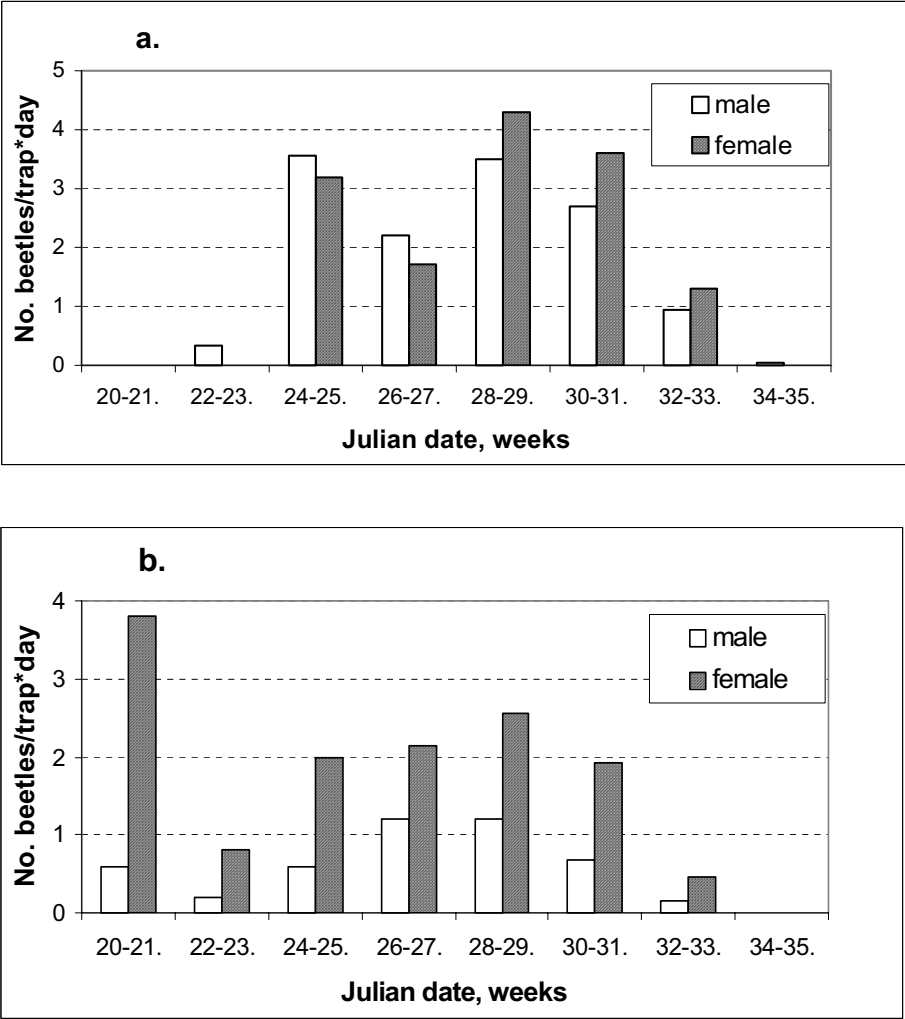 a.
No. beetles/trap*day
5
4
3
2
1
0
male
female
20-21. 22-23. 24-25. 26-27. 28-29. 30-31. 32-33. 34-35.
Julian date, weeks
b.
No. beetles/trap*day
4
3
2
1
0
male
female
20-21. 22-23. 24-25. 26-27. 28-29. 30-31. 32-33. 34-35.
Julian date, weeks